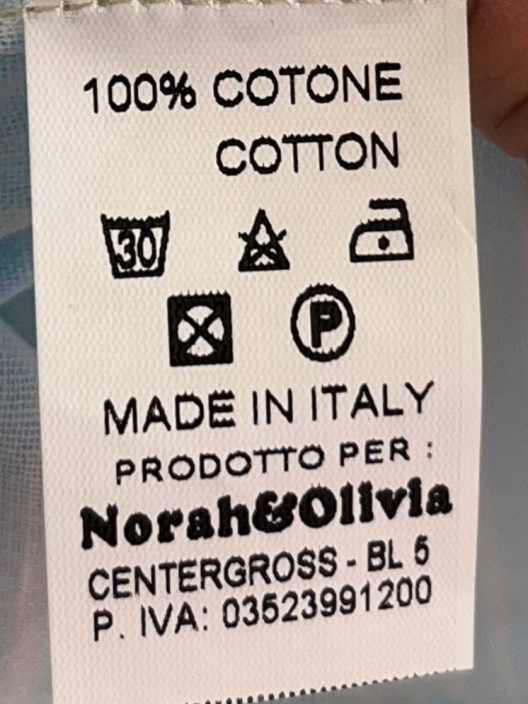 100% COTONE
COTTON
30
P
MADE IN ITALY
PRODOTTO PER :
Norah&Olivia
CENTERGROSS - BL 5
P. IVA: 03523991200